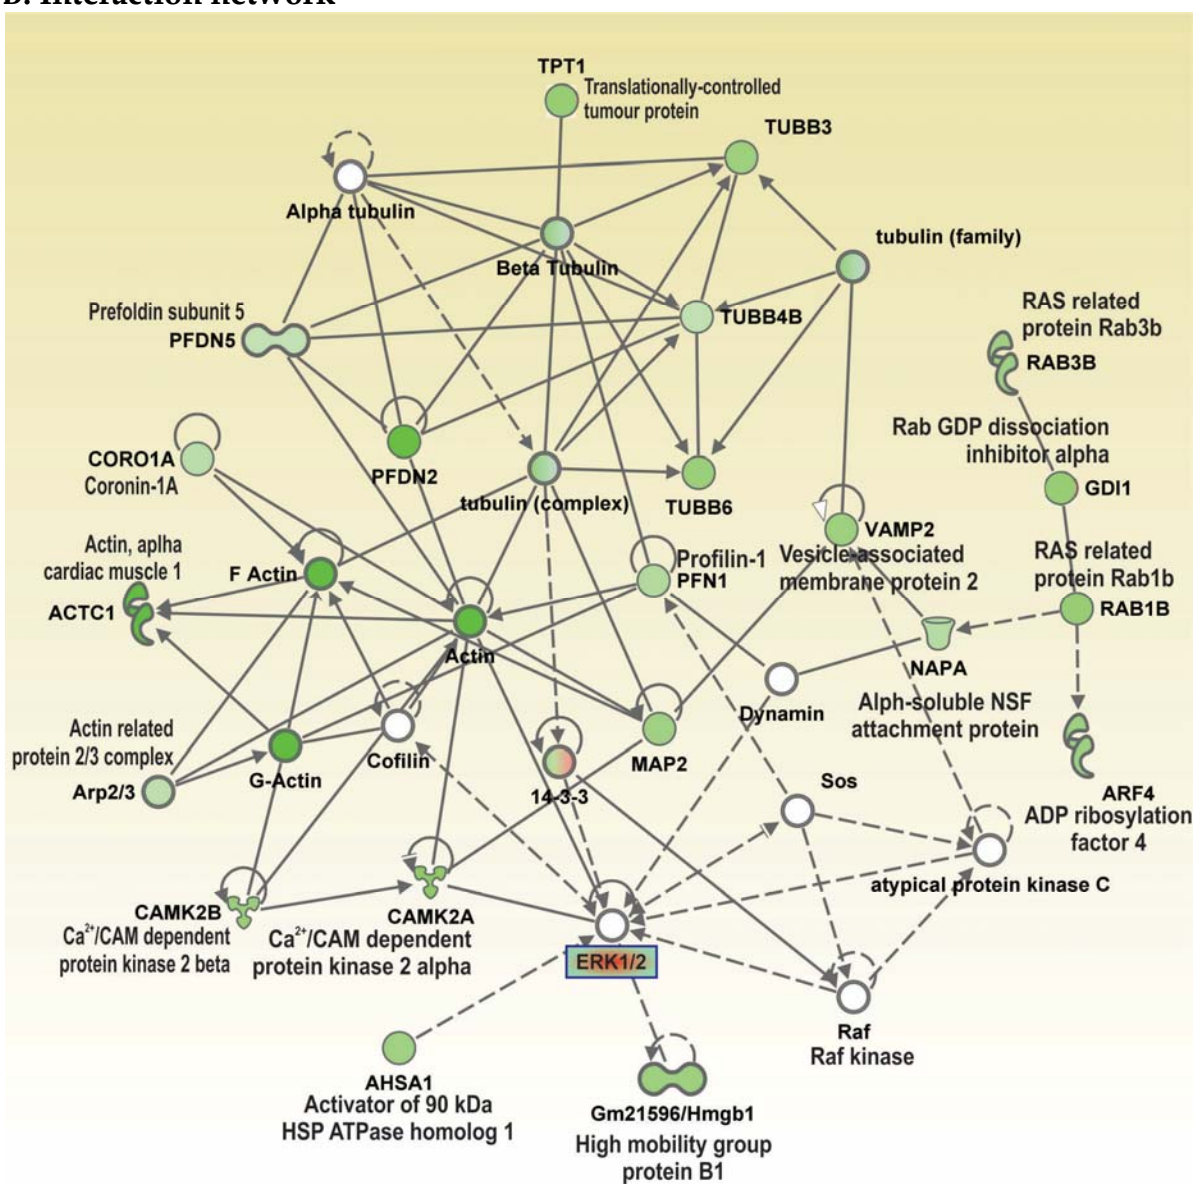 B. Interaction network
TPT1
Translationally-controlled
tumour protein
TUBB3
Alpha tubulin
tubulin (family)
Beta Tubulin
Prefoldin subunit 5
PFDN5
TUBB4B
RAS related
protein Rab3b
RAB3B
Rab GDP dissociation
inhibitor alpha
CORO1A
Coronin-1A
PFDN2
tubulin (complex)
TUBB6
GDI1
VAMP2
Vesicle-associated
membrane protein 2
Actin, aplha
cardiac muscle 1
ACTC1
F Actin
Profilin-1
PFN1
RAS related
protein Rab1b
RAB1B
Actin
NAPA
Alph-soluble NSF
attachment protein
Dynamin
Actin related
protein 2/3 complex
Arp2/3
G-Actin
Cofilin
MAP2
14-3-3
Sos
ARF4
ADP ribosylation
factor 4
atypical protein kinase C
CAMK2B
Ca2+/CAM dependent
protein kinase 2 beta
CAMK2A
Ca2+/CAM dependent
protein kinase 2 alpha
ERK1/2
Raf
Raf kinase
AHSA1
Activator of 90 kDa
HSP ATPase homolog 1
Gm21596/Hmgb1
High mobility group
protein B1